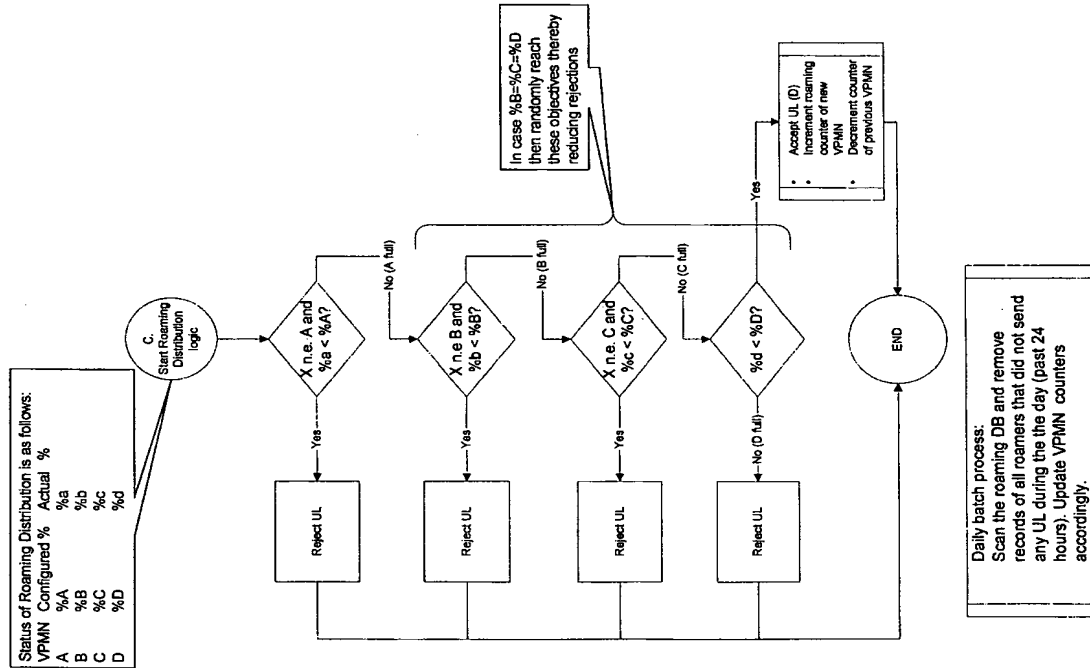 Status of Roaming Distribution is as follows:
VPMN Configured % Actual %
A %A %a
B %B %b
C %C %c
D %D %d
C.
Start Roaming
Distribution
logic
X n.e. A and
%a < %A?
Yes
Reject UL
No (A full)
X n.e B and
%b < %B?
Yes
Reject UL
No (B full)
X n.e. C and
%c < %C?
Yes
Reject UL
No (C full)
%d < %D?
No (D full)
Reject UL
Yes
In case %B=%C=%D
then randomly reach
these objectives thereby
reducing rejections
Accept UL (D)
• Increment roaming
counter of new
VPMN
• Decrement counter
of previous VPMN
END
Daily batch process:
Scan the roaming DB and remove
records of all roamers that did not send
any UL during the the day (past 24
hours). Update VPMN counters
accordingly.